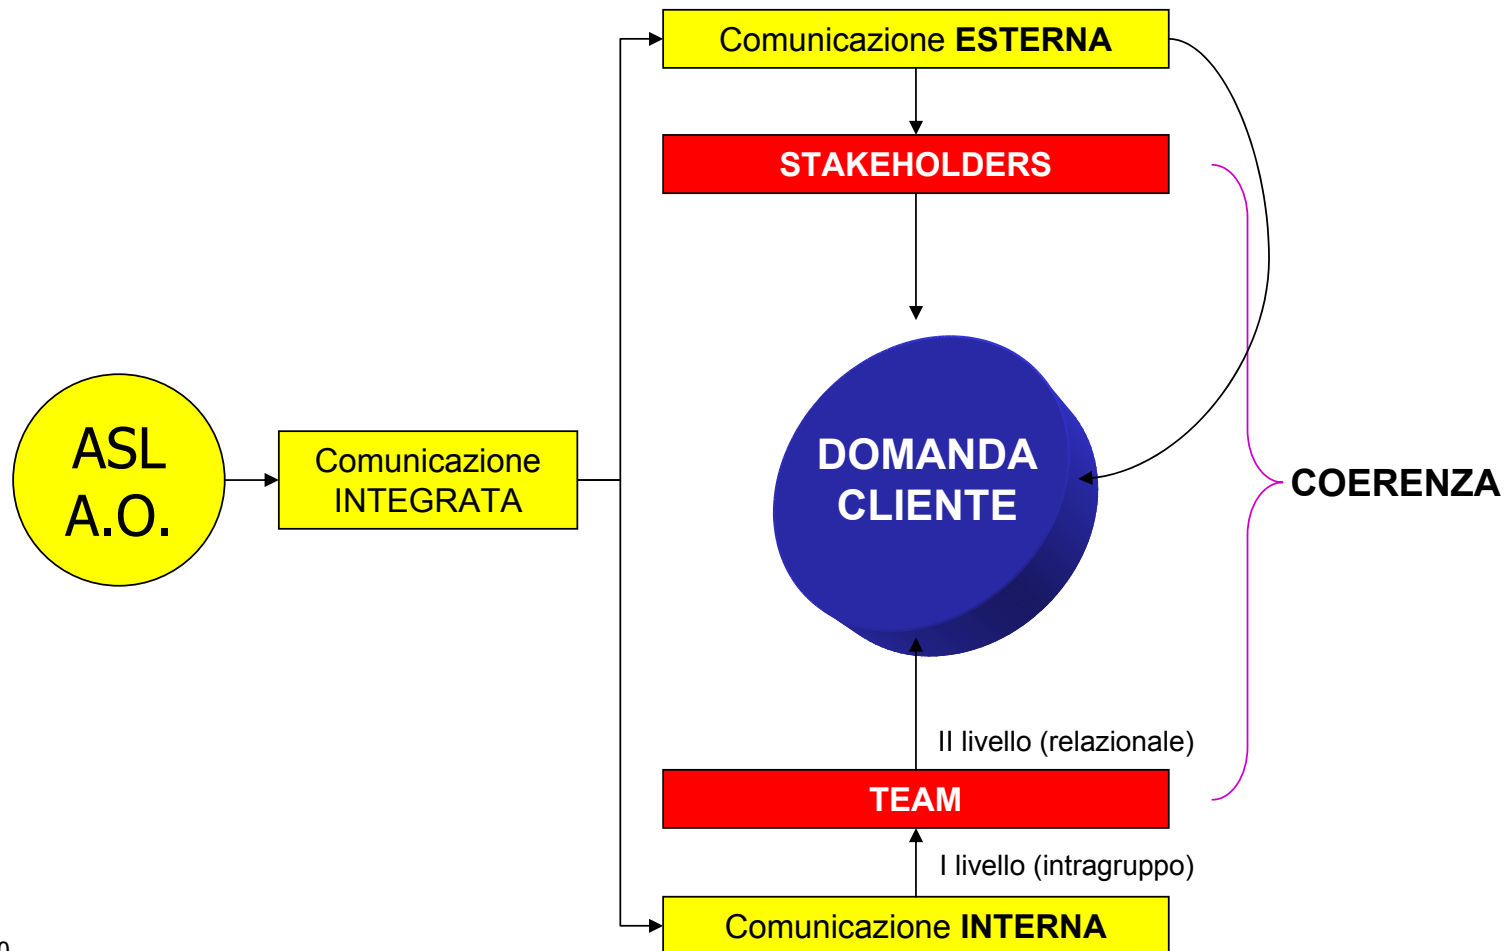 Comunicazione ESTERNA
STAKEHOLDERS
ASL
A.O.
Comunicazione
INTEGRATA
DOMANDA
CLIENTE
COERENZA
II livello (relazionale)
TEAM
I livello (intragruppo)
Comunicazione INTERNA